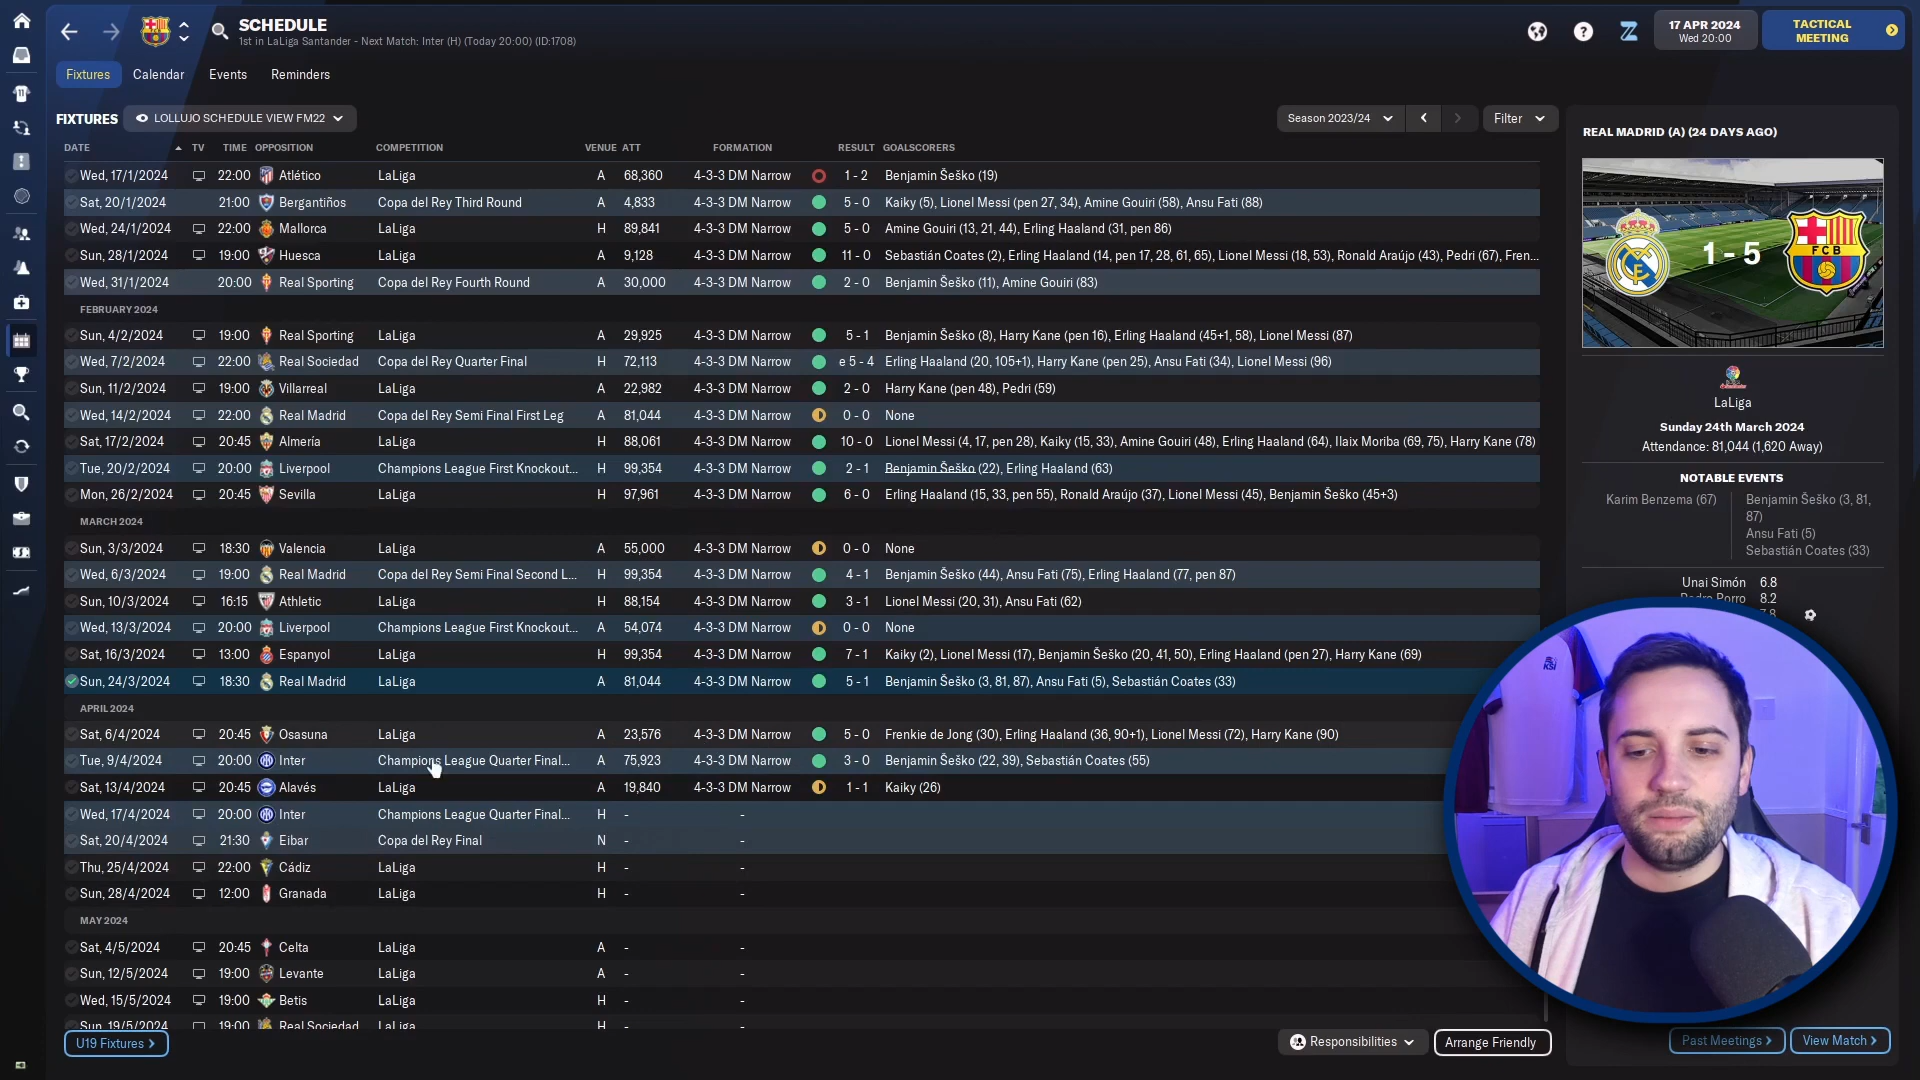 SCHEDULE
1st in LaLiga Santander - Next Match: Inter (H) (Today 20:00) (ID:1708)
17 APR 2024
Wed 20:00
TACTICAL MEETING
Fixtures Calendar Events Reminders
FIXTURES LOLLUJO SCHEDULE VIEW FM22 Season 2023/24 Filter
DATE TV TIME OPPOSITION COMPETITION VENUE ATT FORMATION RESULT GOALSCORERS
Wed, 17/1/2024 22:00 Atlético LaLiga A 68,360 4-3-3 DM Narrow 1 - 2 Benjamin Šeško (19)
Sat, 20/1/2024 21:00 Bergantiños Copa del Rey Third Round A 4,833 4-3-3 DM Narrow 5 - 0 Kaiky (5), Lionel Messi (pen 27, 34), Amine Gouiri (58), Ansu Fati (88)
Wed, 24/1/2024 22:00 Mallorca LaLiga H 89,841 4-3-3 DM Narrow 5 - 0 Amine Gouiri (13, 21, 44), Erling Haaland (31, pen 86)
Sun, 28/1/2024 19:00 Huesca LaLiga A 9,128 4-3-3 DM Narrow 11 - 0 Sebastián Coates (2), Erling Haaland (14, pen 17, 28, 61, 65), Lionel Messi (18, 53), Ronald Araújo (43), Pedri (67), Fren...
Wed, 31/1/2024 20:00 Real Sporting Copa del Rey Fourth Round A 30,000 4-3-3 DM Narrow 2 - 0 Benjamin Šeško (11), Amine Gouiri (83)
FEBRUARY 2024
Sun, 4/2/2024 19:00 Real Sporting LaLiga A 29,925 4-3-3 DM Narrow 5 - 1 Benjamin Šeško (8), Harry Kane (pen 16), Erling Haaland (45+1, 58), Lionel Messi (87)
Wed, 7/2/2024 22:00 Real Sociedad Copa del Rey Quarter Final H 72,113 4-3-3 DM Narrow e 5 - 4 Erling Haaland (20, 105+1), Harry Kane (pen 25), Ansu Fati (34), Lionel Messi (96)
Sun, 11/2/2024 19:00 Villarreal LaLiga A 22,982 4-3-3 DM Narrow 2 - 0 Harry Kane (pen 48), Pedri (59)
Wed, 14/2/2024 22:00 Real Madrid Copa del Rey Semi Final First Leg A 81,044 4-3-3 DM Narrow 0 - 0 None
Sat, 17/2/2024 20:45 Almería LaLiga H 88,061 4-3-3 DM Narrow 10 - 0 Lionel Messi (4, 17, pen 28), Kaiky (15, 33), Amine Gouiri (48), Erling Haaland (64), Ilaix Moriba (69, 75), Harry Kane (78)
Tue, 20/2/2024 20:00 Liverpool Champions League First Knockout... H 99,354 4-3-3 DM Narrow 2 - 1 Benjamin Šeško (22), Erling Haaland (63)
Mon, 26/2/2024 20:45 Sevilla LaLiga H 97,961 4-3-3 DM Narrow 6 - 0 Erling Haaland (15, 33, pen 55), Ronald Araújo (37), Lionel Messi (45), Benjamin Šeško (45+3)
MARCH 2024
Sun, 3/3/2024 18:30 Valencia LaLiga A 55,000 4-3-3 DM Narrow 0 - 0 None
Wed, 6/3/2024 19:00 Real Madrid Copa del Rey Semi Final Second L... H 99,354 4-3-3 DM Narrow 4 - 1 Benjamin Šeško (44), Ansu Fati (75), Erling Haaland (77, pen 87)
Sun, 10/3/2024 16:15 Athletic LaLiga H 88,154 4-3-3 DM Narrow 3 - 1 Lionel Messi (20, 31), Ansu Fati (62)
Wed, 13/3/2024 20:00 Liverpool Champions League First Knockout... A 54,074 4-3-3 DM Narrow 0 - 0 None
Sat, 16/3/2024 13:00 Espanyol LaLiga H 99,354 4-3-3 DM Narrow 7 - 1 Kaiky (2), Lionel Messi (17), Benjamin Šeško (20, 41, 50), Erling Haaland (pen 27), Harry Kane (69)
Sun, 24/3/2024 18:30 Real Madrid LaLiga A 81,044 4-3-3 DM Narrow 5 - 1 Benjamin Šeško (3, 81, 87), Ansu Fati (5), Sebastián Coates (33)
APRIL 2024
Sat, 6/4/2024 20:45 Osasuna LaLiga A 23,576 4-3-3 DM Narrow 5 - 0 Frenkie de Jong (30), Erling Haaland (36, 90+1), Lionel Messi (72), Harry Kane (90)
Tue, 9/4/2024 20:00 Inter Champions League Quarter Final... A 75,923 4-3-3 DM Narrow 3 - 0 Benjamin Šeško (22, 39), Sebastián Coates (55)
Sat, 13/4/2024 20:45 Alavés LaLiga A 19,840 4-3-3 DM Narrow 1 - 1 Kaiky (26)
Wed, 17/4/2024 20:00 Inter Champions League Quarter Final... H - -
Sat, 20/4/2024 21:30 Eibar Copa del Rey Final N - -
Thu, 25/4/2024 22:00 Cádiz LaLiga H - -
Sun, 28/4/2024 12:00 Granada LaLiga H - -
MAY 2024
Sat, 4/5/2024 20:45 Celta LaLiga A - -
Sun, 12/5/2024 19:00 Levante LaLiga A - -
Wed, 15/5/2024 19:00 Betis LaLiga H - -
Sun, 19/5/2024 19:00 Real Sociedad LaLiga H - -
U19 Fixtures
Responsibilities
Arrange Friendly
REAL MADRID (A) (24 DAYS AGO)
1 - 5
FCB
LaLiga
Sunday 24th March 2024
Attendance: 81,044 (1,620 Away)
NOTABLE EVENTS
Karim Benzema (67)
Benjamin Šeško (3, 81, 87)
Ansu Fati (5)
Sebastián Coates (33)
Unai Simón 6.8
Pedro Porro 8.2
Past Meetings
View Match